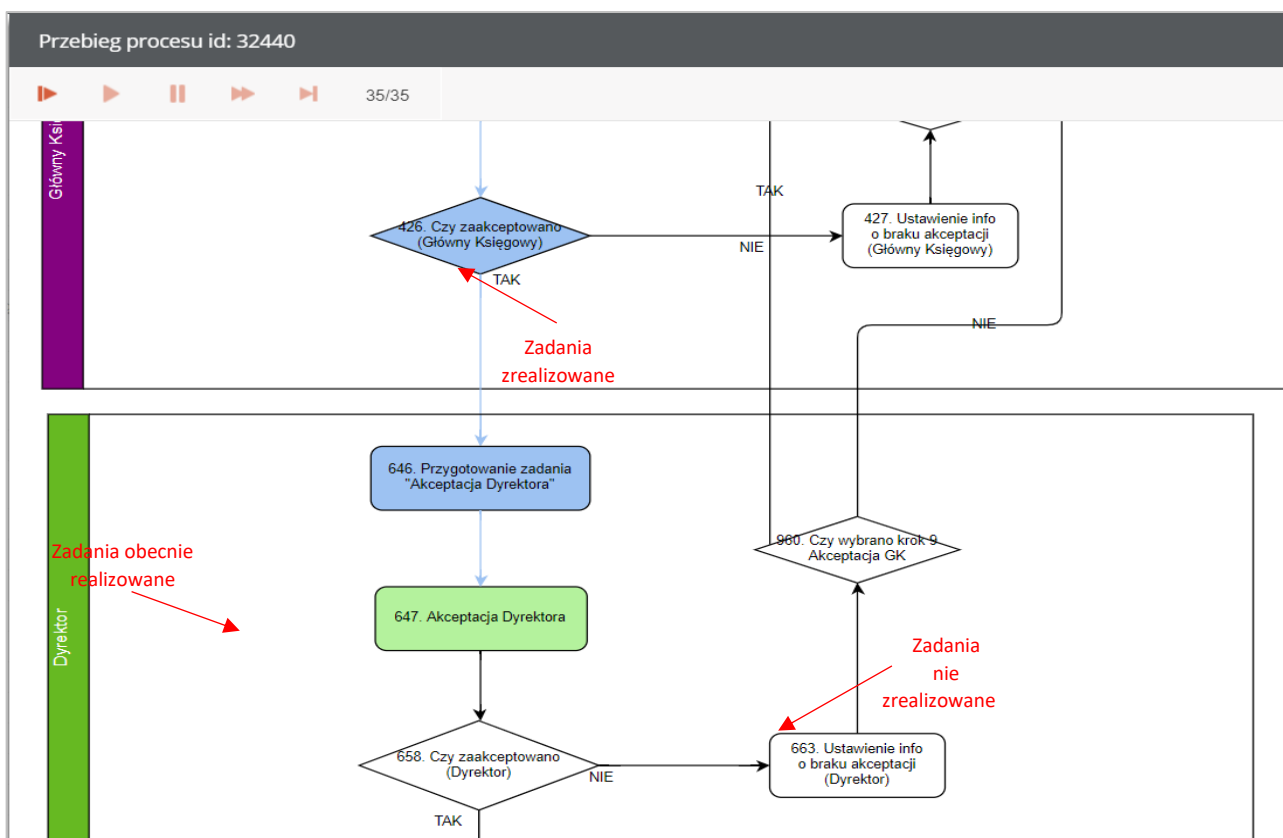 Przebieg procesu id: 32440
35/35
Główny Księ
426. Czy zaakceptowano
(Główny Księgowy)
TAK
NIE
TAK
427. Ustawienie info
o braku akceptacji
(Główny Księgowy)
NIE
Zadania
zrealizowane
Dyrektor
646. Przygotowanie zadania
"Akceptacja Dyrektora"
Zadania obecnie
realizowane
647. Akceptacja Dyrektora
960. Czy wybrano krok 9
Akceptacja GK
Zadania
nie
zrealizowane
658. Czy zaakceptowano
(Dyrektor)
NIE
TAK
663. Ustawienie info
o braku akceptacji
(Dyrektor)